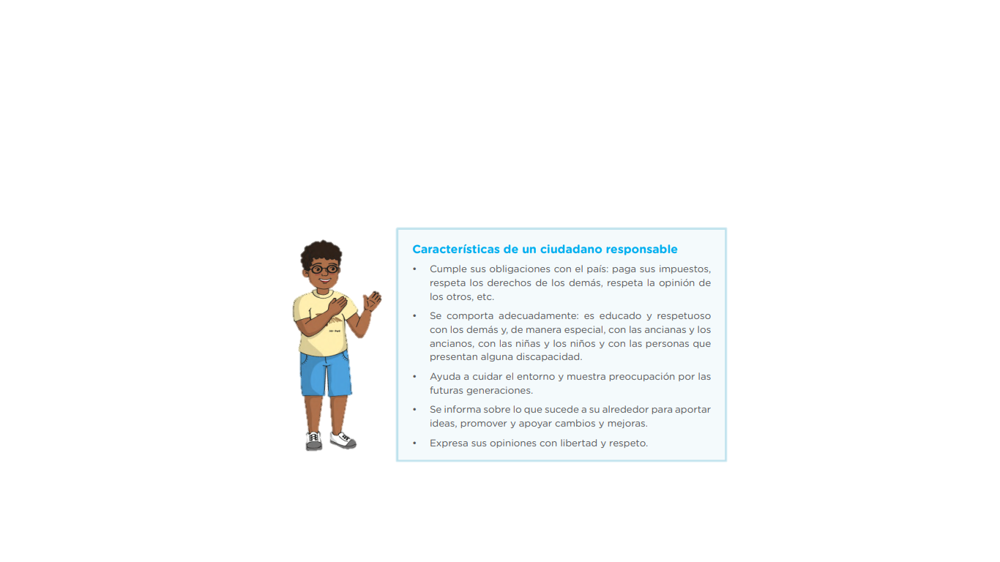 Características de un ciudadano responsable
• Cumple sus obligaciones con el país: paga sus impuestos,
respeta los derechos de los demás, respeta la opinión de
los otros, etc.
• Se comporta adecuadamente: es educado y respetuoso
con los demás y, de manera especial, con las ancianas y los
ancianos, con las niñas y los niños y con las personas que
presentan alguna discapacidad.
• Ayuda a cuidar el entorno y muestra preocupación por las
futuras generaciones.
• Se informa sobre lo que sucede a su alrededor para aportar
ideas, promover y apoyar cambios y mejoras.
• Expresa sus opiniones con libertad y respeto.